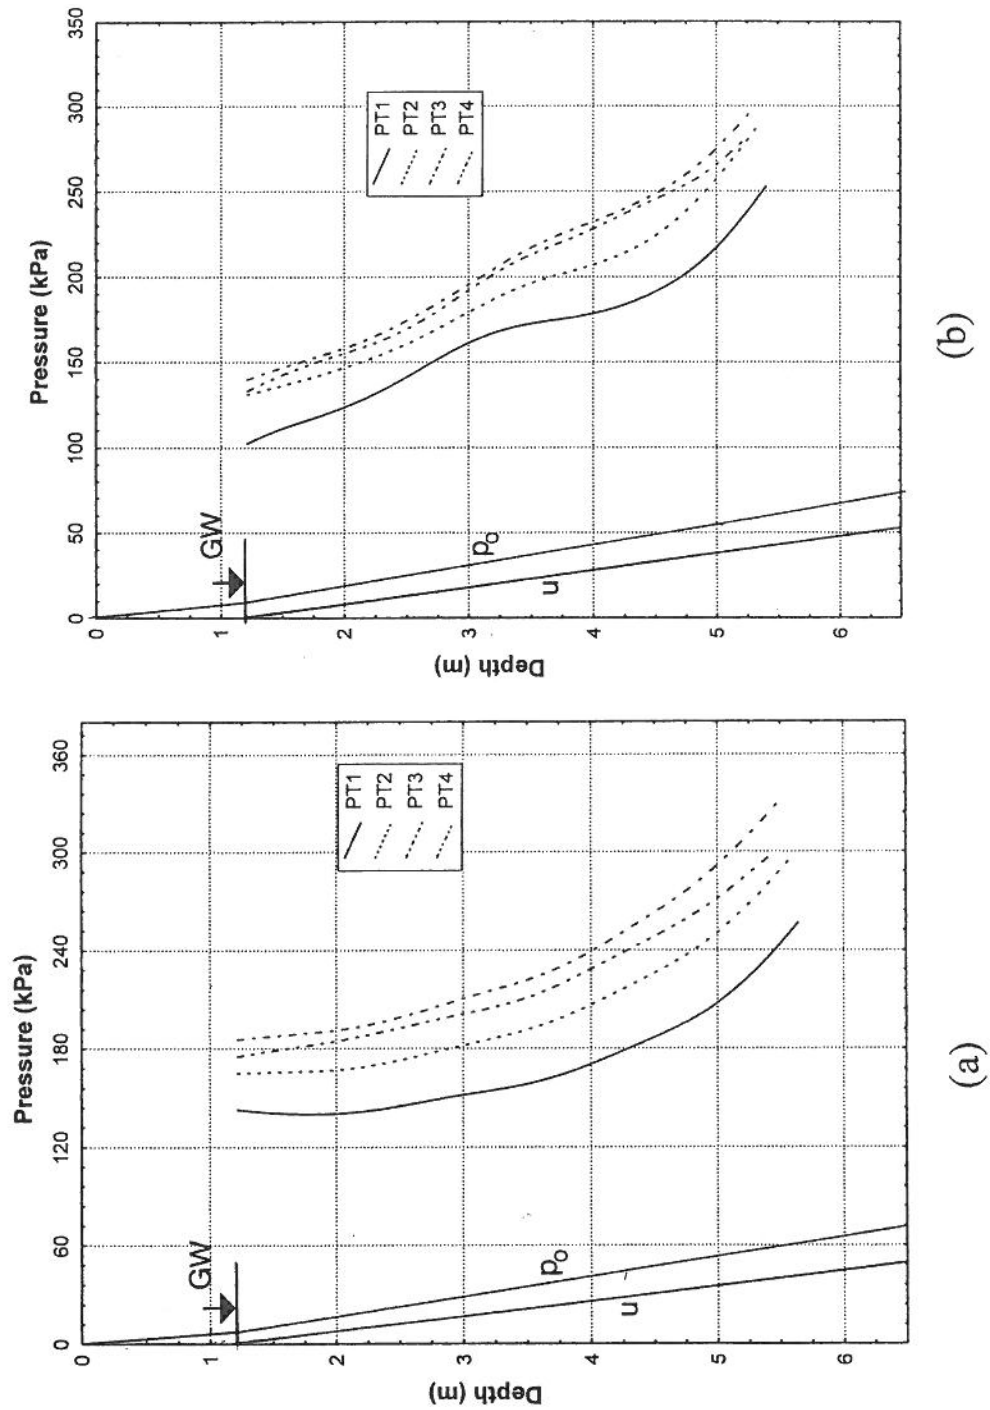 Pressure (kPa)
0 60 120 180 240 300 360
Depth (m)
0
1
2
3
4
5
6
GW
PT1
PT2
PT3
PT4
p₀
u
(a)
Pressure (kPa)
0 50 100 150 200 250 300 350
Depth (m)
0
1
2
3
4
5
6
GW
PT1
PT2
PT3
PT4
p₀
u
(b)